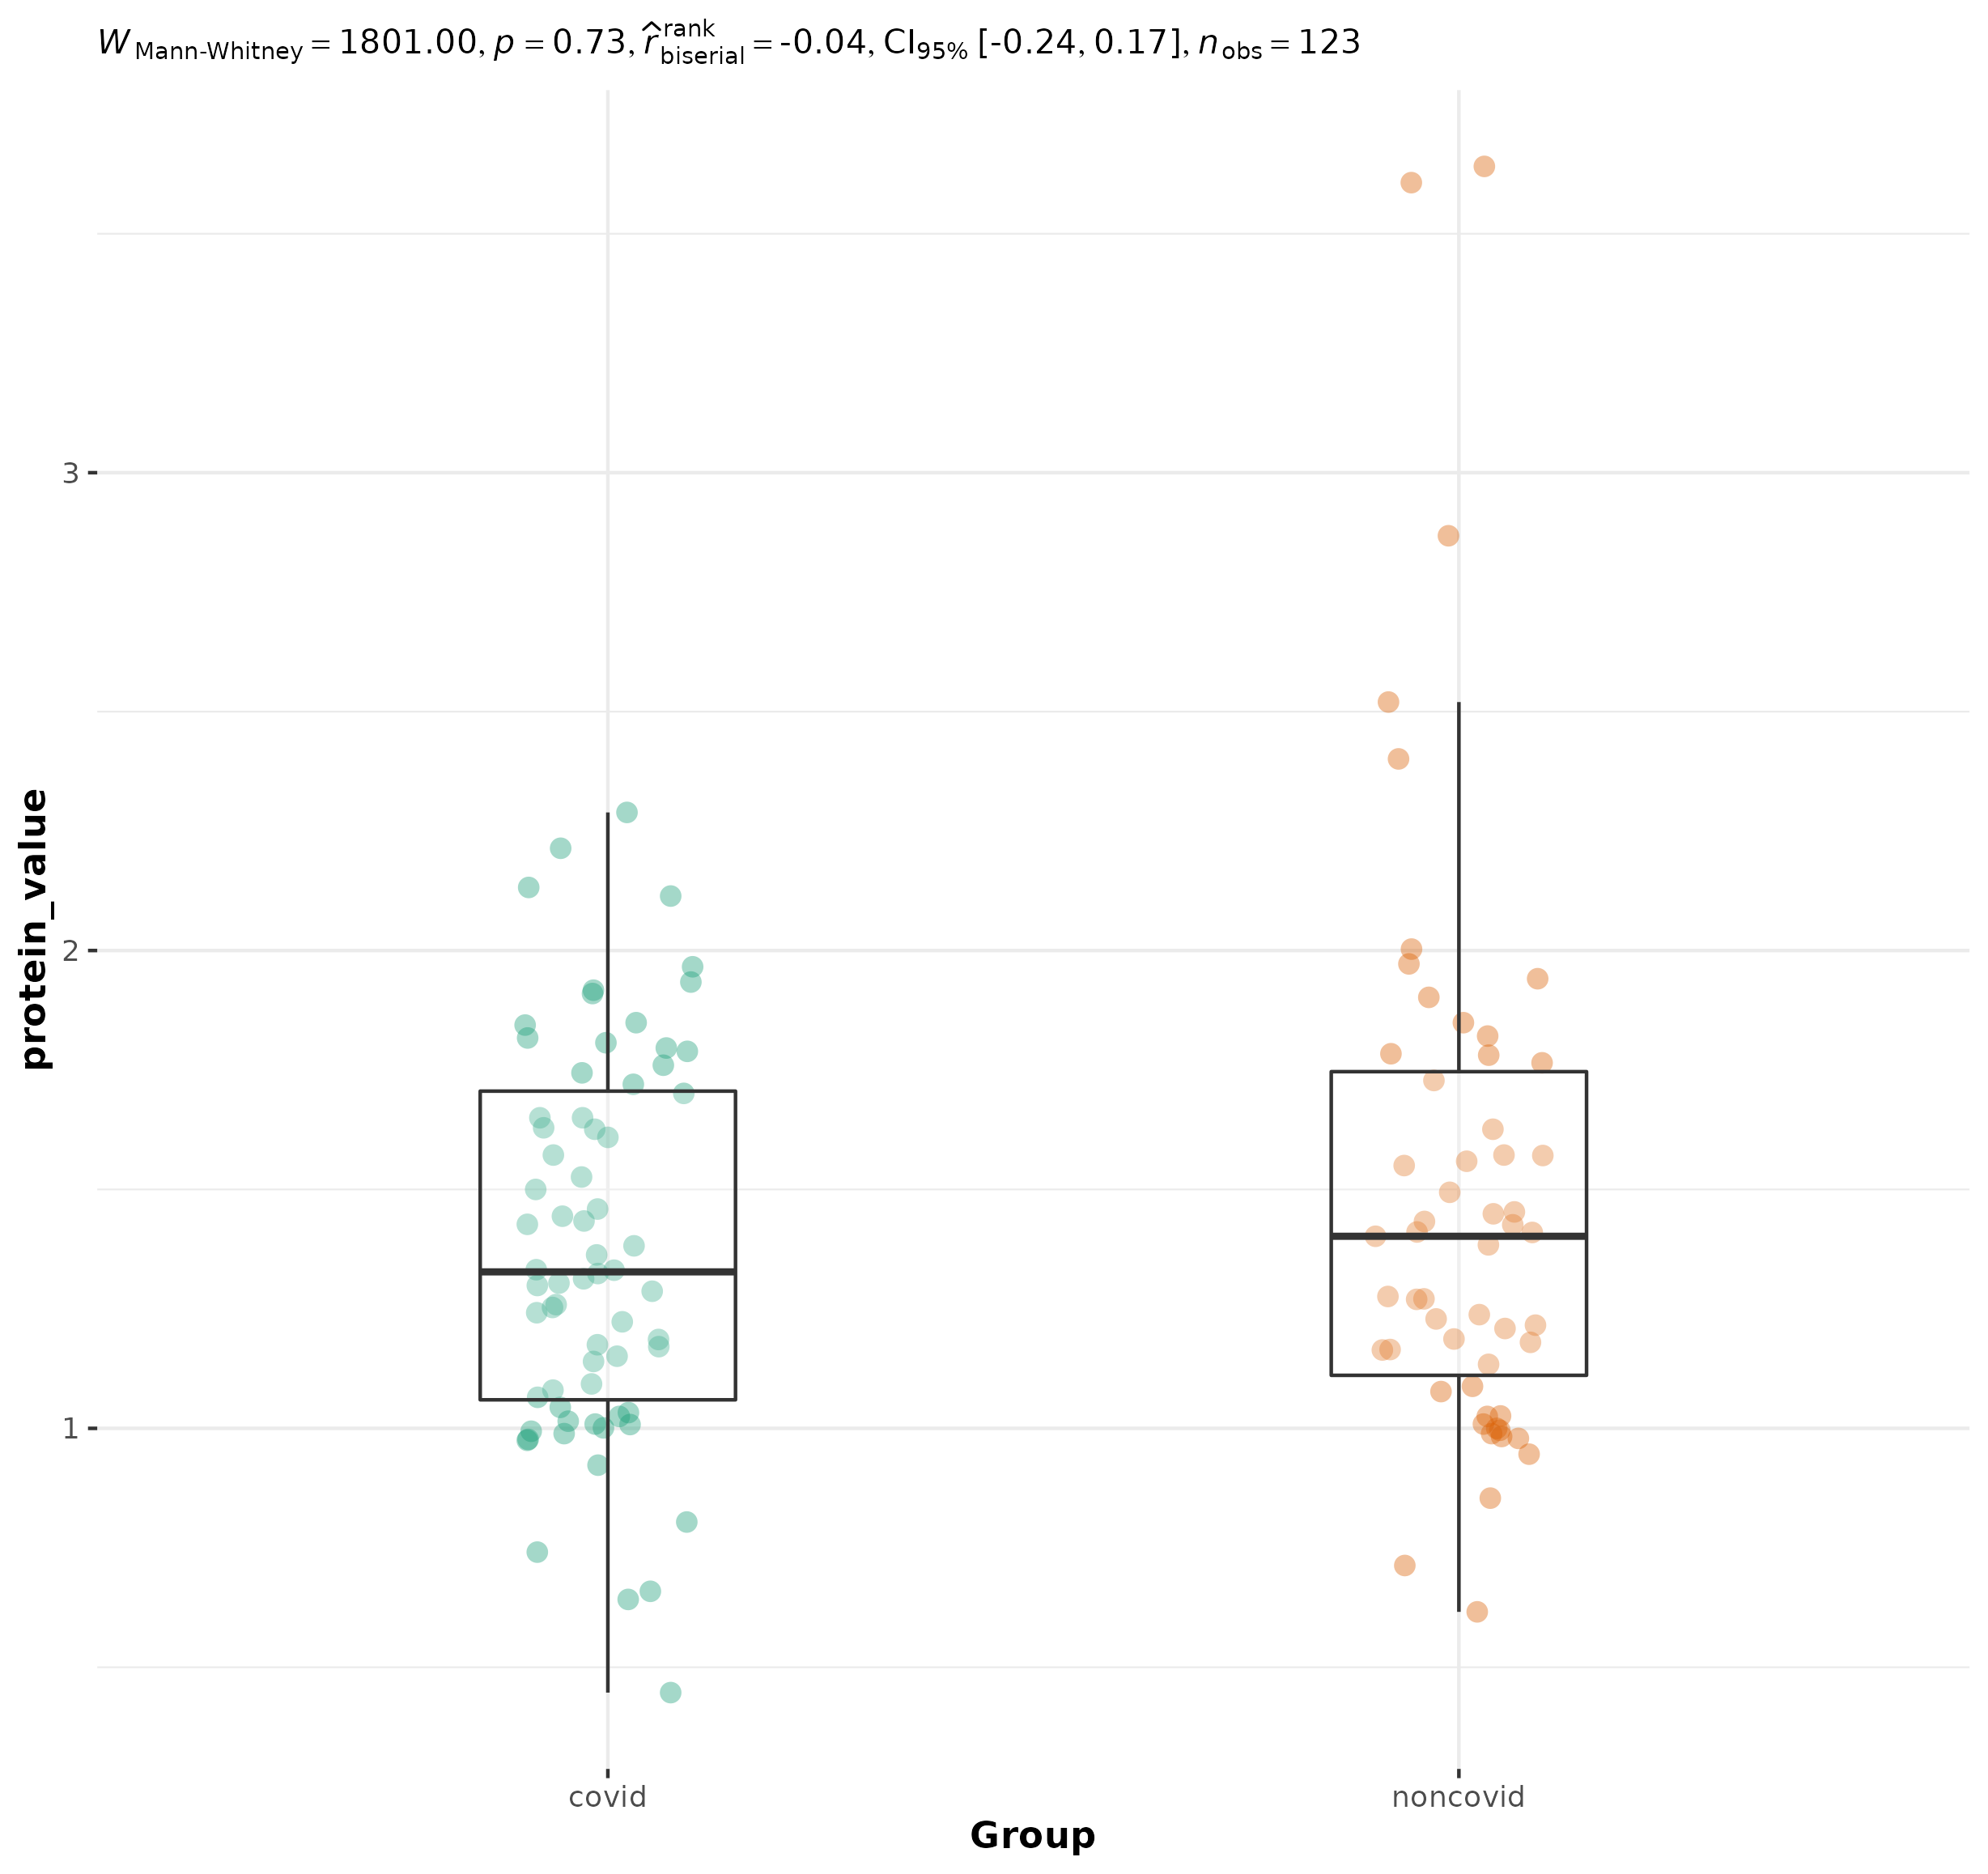 W Mann-Whitney = 1801.00, p = 0.73, r̂ rank biserial = -0.04, CI95% [-0.24, 0.17], nobs = 123
protein_value
3
2
1
covid noncovid
Group